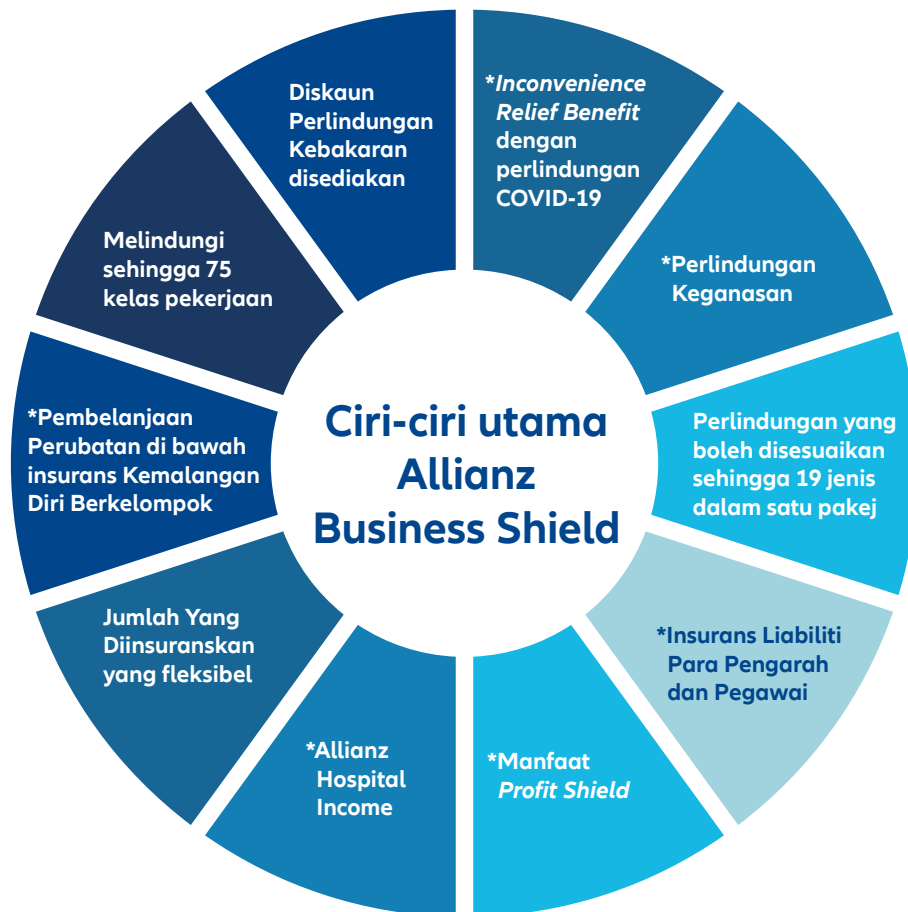 Diskaun
Perlindungan
Kebakaran
disediakan
*Inconvenience
Relief Benefit
dengan
perlindungan
COVID-19
*Perlindungan
Keganasan
Perlindungan yang
boleh disesuaikan
sehingga 19 jenis
dalam satu pakej
*Insurans Liabiliti
Para Pengarah
dan Pegawai
*Manfaat
Profit Shield
*Allianz
Hospital
Income
Jumlah Yang
Diinsuranskan
yang fleksibel
*Pembelanjaan
Perubatan di bawah
insurans Kemalangan
Diri Berkelompok
Melindungi
sehingga 75
kelas pekerjaan
Ciri-ciri utama
Allianz
Business Shield